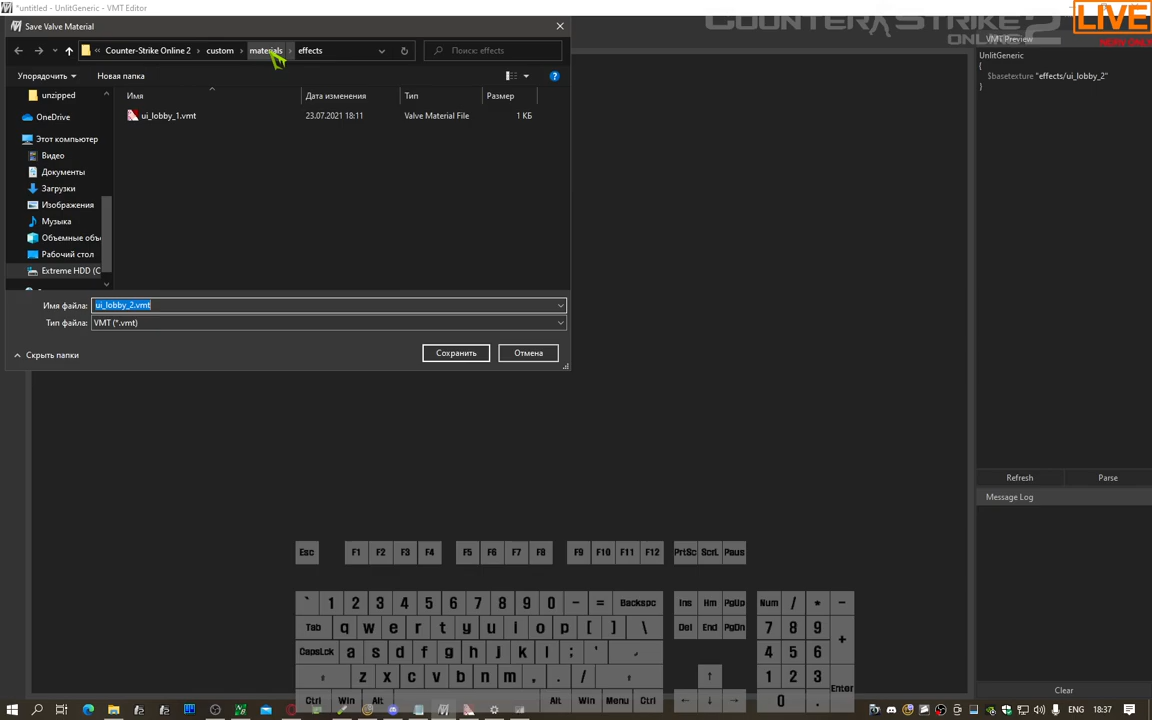 *untitled - UnlitGeneric - VMT Editor
Save Valve Material
LIVE
COUNTER-STRIKE 2
ONLINE
« Counter-Strike Online 2 › custom › materials › effects
Поиск: effects
VMT Preview
Упорядочить
Новая папка
UnlitGeneric
{
$basetexture "effects/ui_lobby_2"
}
unzipped
OneDrive
Этот компьютер
Видео
Документы
Загрузки
Изображения
Музыка
Объемные объ
Рабочий стол
Extreme HDD (C
Имя Дата изменения Тип Размер
ui_lobby_1.vmt 23.07.2021 18:11 Valve Material File 1 КБ
Имя файла: ui_lobby_2.vmt
Тип файла: VMT (*.vmt)
Скрыть папки
Сохранить Отмена
Refresh Parse
Message Log
Esc F1 F2 F3 F4 F5 F6 F7 F8 F9 F10 F11 F12 PrtSc ScrL Paus
` 1 2 3 4 5 6 7 8 9 0 - = Backspc Ins Hm PgUp Num / * -
Tab q w e r t y u i o p [ ] \ Del End PgDn 7 8 9 +
CapsLck a s d f g h j k l ; ' 4 5 6
z x c v b n m , . / ↑ 1 2 3 Enter
Ctrl Win Alt Alt Win Menu Ctrl ← ↓ → 0 .
Clear
ENG 18:37